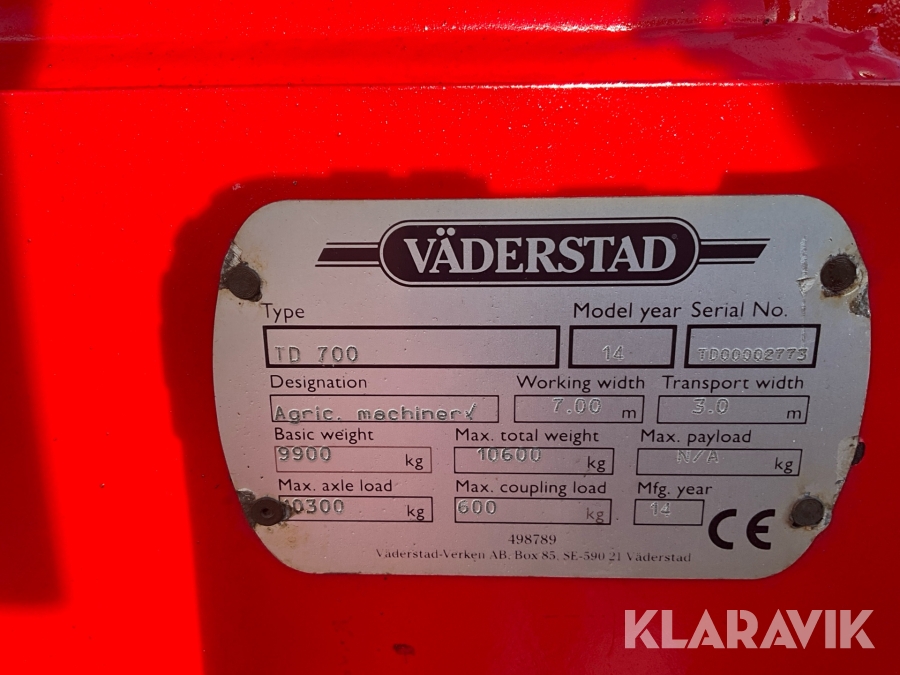 VÄDERSTAD
Type Model year Serial No.
TD 700 14 TD00002773
Designation Working width Transport width
Agric. machinery 7.00 m 3.0 m
Basic weight Max. total weight Max. payload
9900 kg 10600 kg N/A kg
Max. axle load Max. coupling load Mfg. year
10300 kg 600 kg 14
CE
498789
Väderstad-Verken AB, Box 85, SE-590 21 Väderstad
KLARAVIK